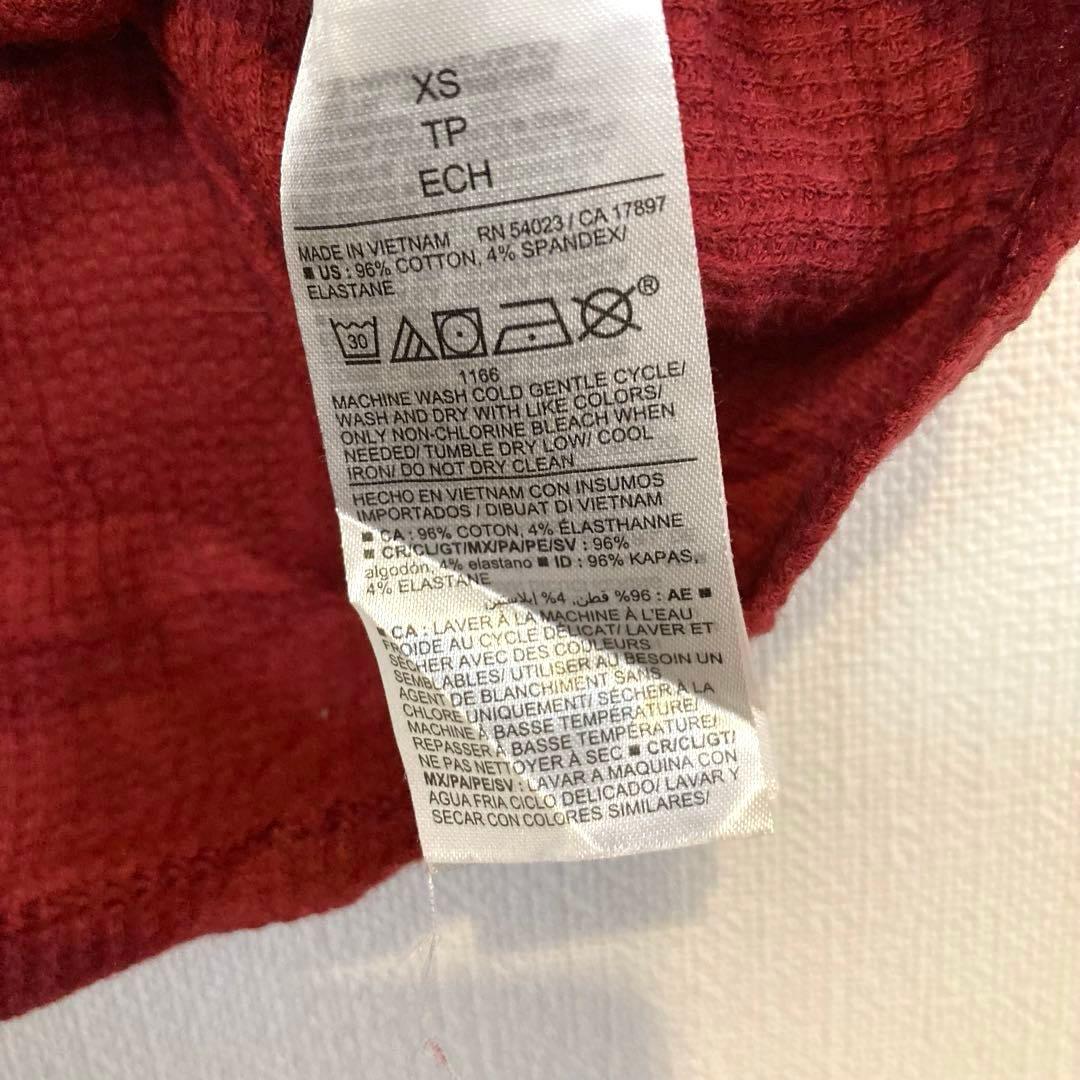 XS
TP
ECH
MADE IN VIETNAM RN 54023 / CA 17897
■ US : 96% COTTON, 4% SPANDEX/
ELASTANE
30 ®
1166
MACHINE WASH COLD GENTLE CYCLE/
WASH AND DRY WITH LIKE COLORS/
ONLY NON-CHLORINE BLEACH WHEN
NEEDED/ TUMBLE DRY LOW/ COOL
IRON/ DO NOT DRY CLEAN
HECHO EN VIETNAM CON INSUMOS
IMPORTADOS / DIBUAT DI VIETNAM
■ CA : 96% COTON, 4% ÉLASTHANNE
■ CR/CL/GT/MX/PA/PE/SV : 96%
algodón, 4% elastano ■ ID : 96% KAPAS,
4% ELASTANE
■ AE : 96% قطن, 4% إيلاستين
■ CA : LAVER À LA MACHINE À L'EAU
FROIDE AU CYCLE DÉLICAT/ LAVER ET
SÉCHER AVEC DES COULEURS
SEMBLABLES/ UTILISER AU BESOIN UN
AGENT DE BLANCHIMENT SANS
CHLORE UNIQUEMENT/ SÉCHER À LA
MACHINE À BASSE TEMPÉRATURE/
REPASSER À BASSE TEMPÉRATURE/
NE PAS NETTOYER À SEC ■ CR/CL/GT/
MX/PA/PE/SV : LAVAR A MAQUINA CON
AGUA FRIA CICLO DELICADO/ LAVAR Y
SECAR CON COLORES SIMILARES/